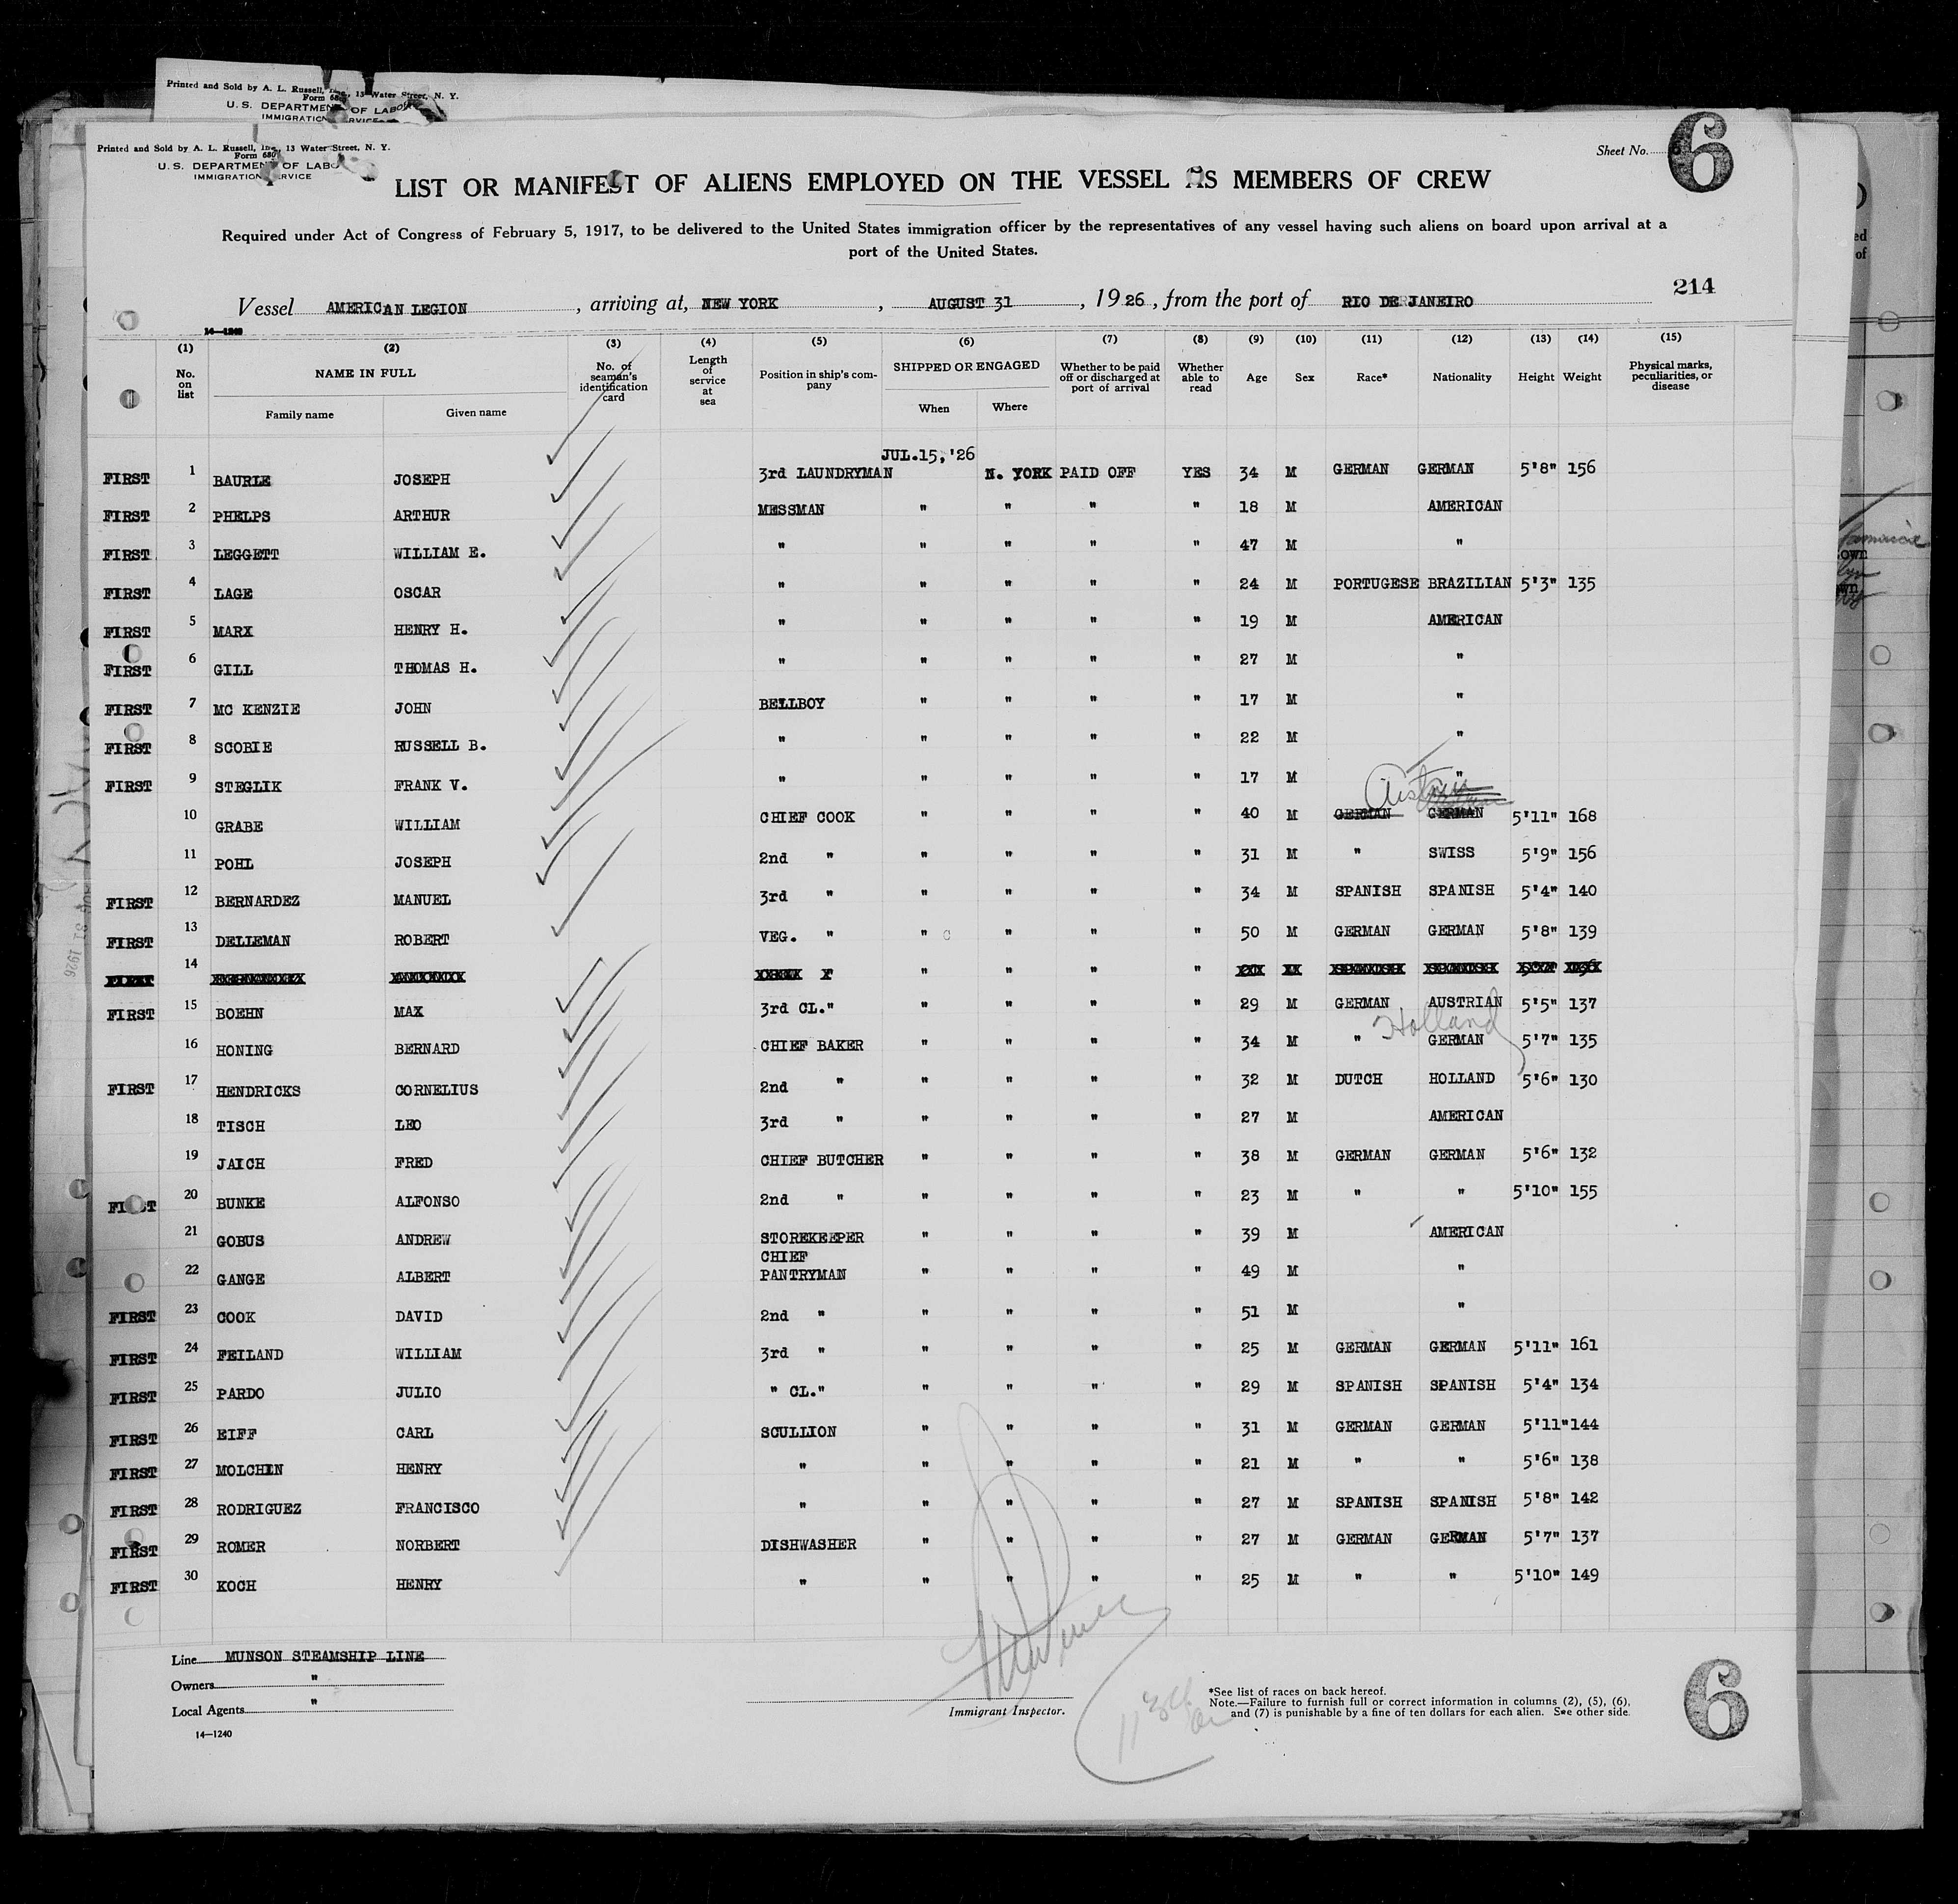 Printed and Sold by A. L. Russell, 13 Water Street, N. Y.
Form
U. S. DEPARTMENT OF LABOR
IMMIGRATION
Printed and Sold by A. L. Russell, Inc., 13 Water Street, N. Y.
Form 680
U. S. DEPARTMENT OF LABO
IMMIGRATION SERVICE
Sheet No. 6
LIST OR MANIFEST OF ALIENS EMPLOYED ON THE VESSEL AS MEMBERS OF CREW
Required under Act of Congress of February 5, 1917, to be delivered to the United States immigration officer by the representatives of any vessel having such aliens on board upon arrival at a
port of the United States.
214
Vessel AMERICAN LEGION, arriving at, NEW YORK, AUGUST 31, 1926, from the port of RIO DE JANEIRO
14—1240
(1) (2) (3) (4) (5) (6) (7) (8) (9) (10) (11) (12) (13) (14) (15)
No. on list NAME IN FULL Family name Given name No. of seaman's identification card Length of service at sea Position in ship's company SHIPPED OR ENGAGED When Where Whether to be paid off or discharged at port of arrival Whether able to read Age Sex Race* Nationality Height Weight Physical marks, peculiarities, or disease
JUL.15,'26
FIRST 1 BAURLE JOSEPH 3rd LAUNDRYMAN N. YORK PAID OFF YES 34 M GERMAN GERMAN 5'8" 156
FIRST 2 PHELPS ARTHUR MESSMAN " " " " 18 M AMERICAN
FIRST 3 LEGGETT WILLIAM E. " " " " " 47 M "
FIRST 4 LAGE OSCAR " " " " " 24 M PORTUGESE BRAZILIAN 5'3" 135
FIRST 5 MARX HENRY H. " " " " " 19 M AMERICAN
FIRST 6 GILL THOMAS H. " " " " " 27 M "
FIRST 7 MC KENZIE JOHN BELLBOY " " " " 17 M "
FIRST 8 SCOBIE RUSSELL B. " " " " " 22 M "
FIRST 9 STEGLIK FRANK V. " " " " " 17 M "
10 GRABE WILLIAM CHIEF COOK " " " " 40 M GERMAN GERMAN 5'11" 168
11 POHL JOSEPH 2nd " " " " " 31 M " SWISS 5'9" 156
FIRST 12 BERNARDEZ MANUEL 3rd " " " " " 34 M SPANISH SPANISH 5'4" 140
FIRST 13 DELLEMAN ROBERT VEG. " " " " " 50 M GERMAN GERMAN 5'8" 139
14 " " " "
FIRST 15 BOEHN MAX 3rd CL." " " " " 29 M GERMAN AUSTRIAN 5'5" 137
Holland
16 HONING BERNARD CHIEF BAKER " " " " 34 M " GERMAN 5'7" 135
FIRST 17 HENDRICKS CORNELIUS 2nd " " " " " 32 M DUTCH HOLLAND 5'6" 130
18 TISCH LEO 3rd " " " " " 27 M AMERICAN
19 JAICH FRED CHIEF BUTCHER " " " " 38 M GERMAN GERMAN 5'6" 132
FIRST 20 BUNKE ALFONSO 2nd " " " " " 23 M " " 5'10" 155
21 GOBUS ANDREW STOREKEEPER " " " " 39 M AMERICAN
22 GANGE ALBERT CHIEF PANTRYMAN " " " " 49 M "
FIRST 23 COOK DAVID 2nd " " " " " 51 M "
FIRST 24 FEILAND WILLIAM 3rd " " " " " 25 M GERMAN GERMAN 5'11" 161
FIRST 25 PARDO JULIO " CL." " " " " 29 M SPANISH SPANISH 5'4" 134
FIRST 26 EIFF CARL SCULLION " " " " 31 M GERMAN GERMAN 5'11" 144
FIRST 27 MOLCHIN HENRY " " " " " 21 M " " 5'6" 138
FIRST 28 RODRIGUEZ FRANCISCO " " " " " 27 M SPANISH SPANISH 5'8" 142
FIRST 29 ROMER NORBERT DISHWASHER " " " " 27 M GERMAN GERMAN 5'7" 137
FIRST 30 KOCH HENRY " " " " " 25 M " " 5'10" 149
Line MUNSON STEAMSHIP LINE
Owners "
Local Agents "
14—1240
Immigrant Inspector.
*See list of races on back hereof.
Note.—Failure to furnish full or correct information in columns (2), (5), (6),
and (7) is punishable by a fine of ten dollars for each alien. See other side.
6